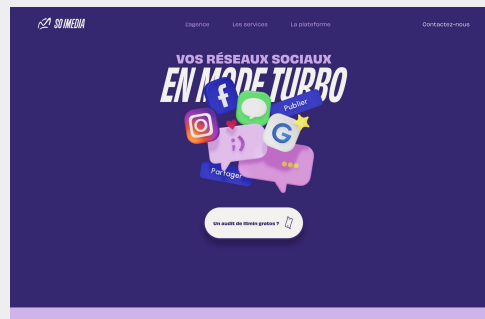 SO IMEDIA
L'agence
Les services
La plateforme
Contactez-nous
VOS RÉSEAUX SOCIAUX
EN MODE TURBO
Publier
G
;)
Partager
Un audit de 15min gratos ?